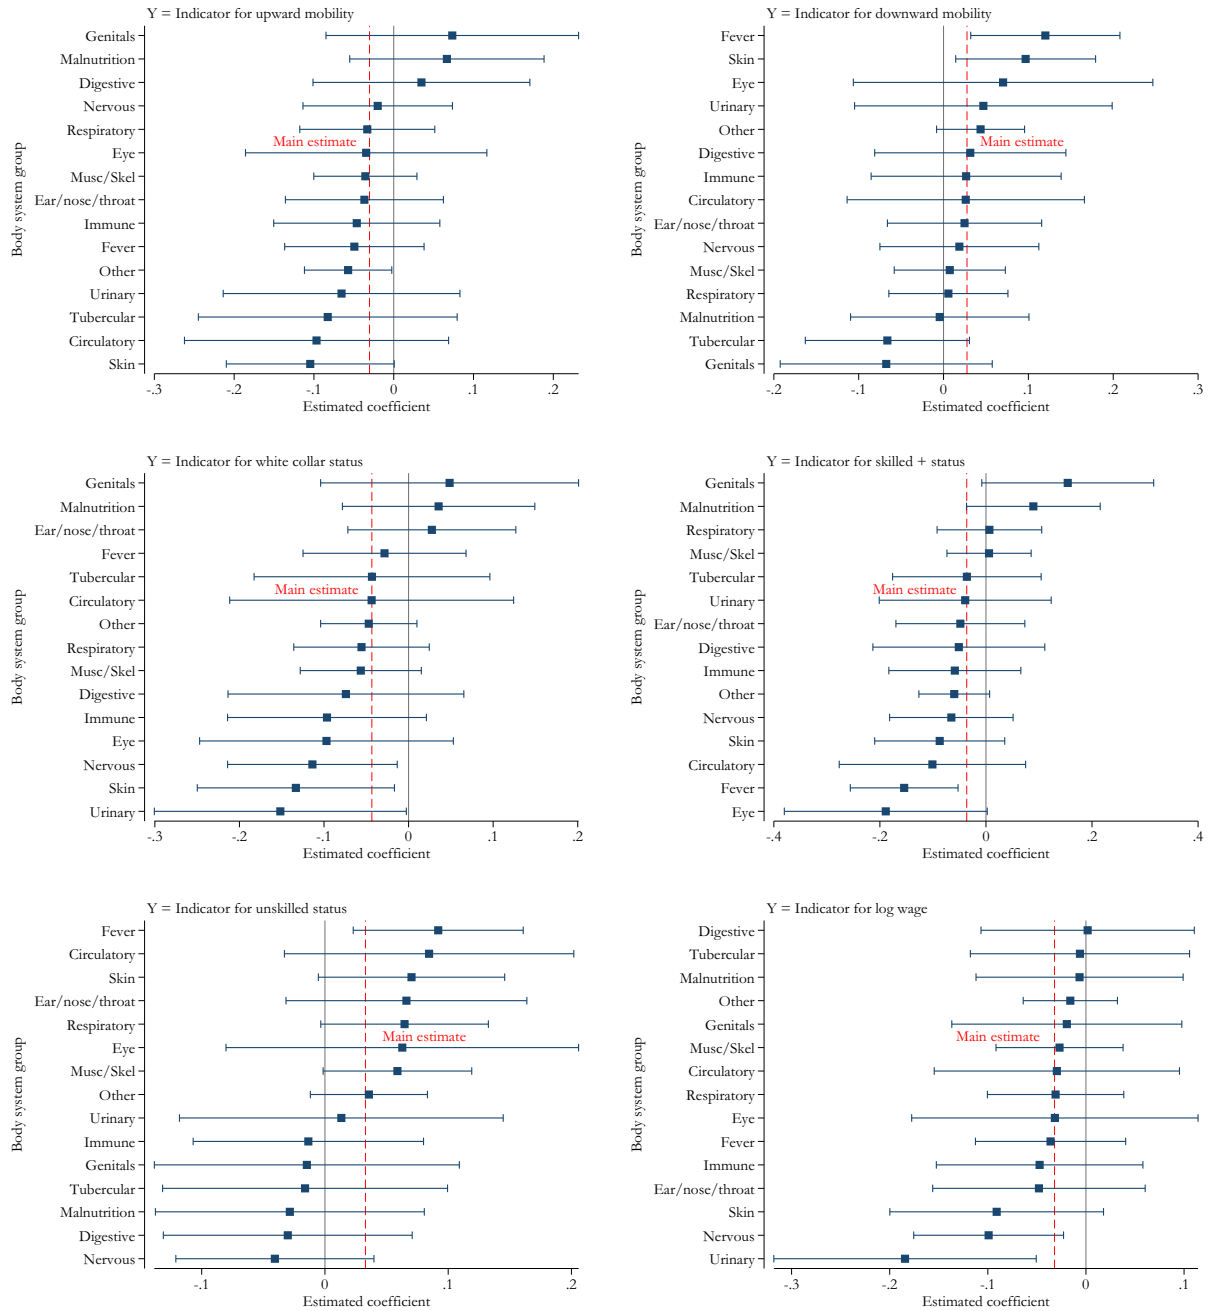 Y = Indicator for upward mobility
Body system group
Genitals
Malnutrition
Digestive
Nervous
Respiratory
Main estimate
Eye
Musc/Skel
Ear/nose/throat
Immune
Fever
Other
Urinary
Tubercular
Circulatory
Skin
-.3 -.2 -.1 0 .1 .2
Estimated coefficient
Y = Indicator for downward mobility
Body system group
Fever
Skin
Eye
Urinary
Other
Main estimate
Digestive
Immune
Circulatory
Ear/nose/throat
Nervous
Musc/Skel
Respiratory
Malnutrition
Tubercular
Genitals
-.2 -.1 0 .1 .2 .3
Estimated coefficient
Y = Indicator for white collar status
Body system group
Genitals
Malnutrition
Ear/nose/throat
Fever
Tubercular
Main estimate
Circulatory
Other
Respiratory
Musc/Skel
Digestive
Immune
Eye
Nervous
Skin
Urinary
-.3 -.2 -.1 0 .1 .2
Estimated coefficient
Y = Indicator for skilled + status
Body system group
Genitals
Malnutrition
Respiratory
Musc/Skel
Tubercular
Main estimate
Urinary
Ear/nose/throat
Digestive
Immune
Other
Nervous
Skin
Circulatory
Fever
Eye
-.4 -.2 0 .2 .4
Estimated coefficient
Y = Indicator for unskilled status
Body system group
Fever
Circulatory
Skin
Ear/nose/throat
Respiratory
Main estimate
Eye
Musc/Skel
Other
Urinary
Immune
Genitals
Tubercular
Malnutrition
Digestive
Nervous
-.1 0 .1 .2
Estimated coefficient
Y = Indicator for log wage
Body system group
Digestive
Tubercular
Malnutrition
Other
Genitals
Main estimate
Musc/Skel
Circulatory
Respiratory
Eye
Fever
Immune
Ear/nose/throat
Skin
Nervous
Urinary
-.3 -.2 -.1 0 .1
Estimated coefficient